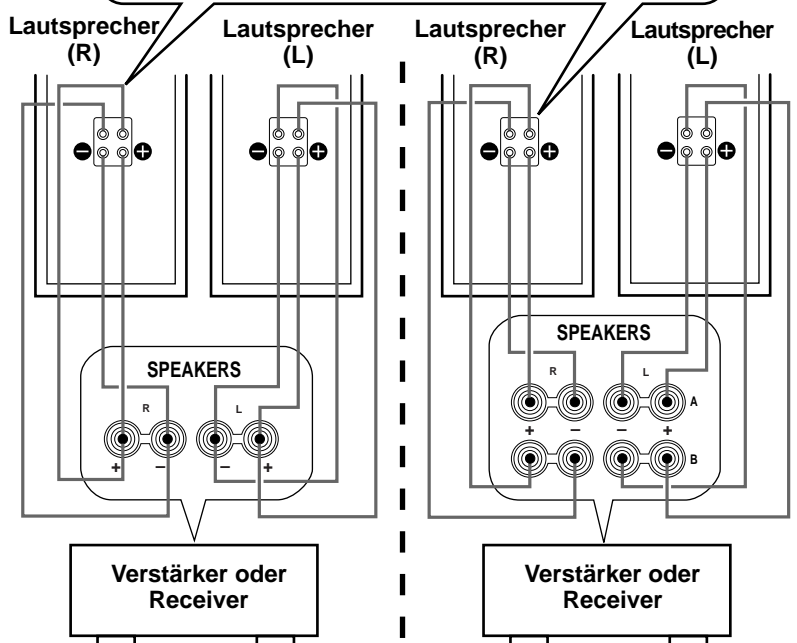 Lautsprecher
(R)
Lautsprecher
(L)
− +
− +
SPEAKERS
R L
+ − − +
Verstärker oder
Receiver
Lautsprecher
(R)
Lautsprecher
(L)
− +
− +
SPEAKERS
R L
A
+ − − +
B
Verstärker oder
Receiver